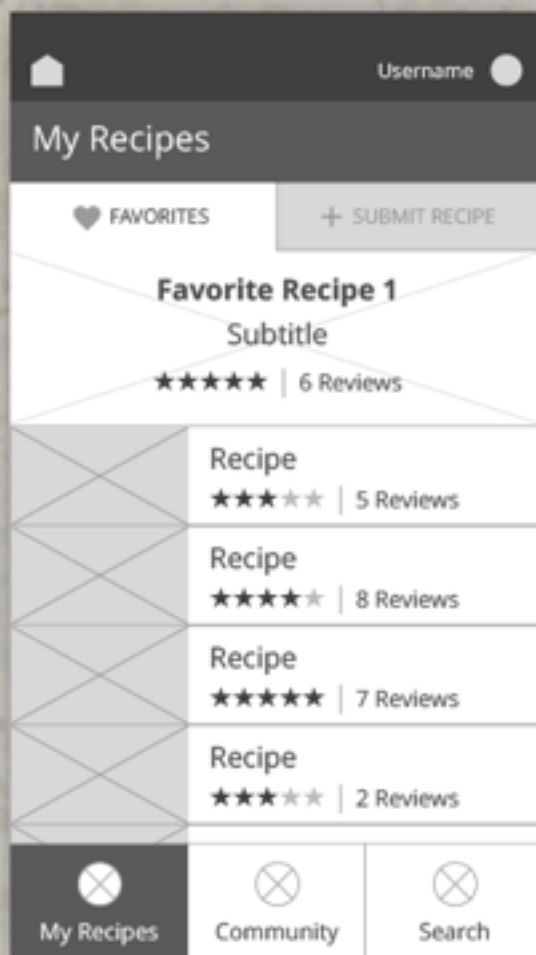 Username
My Recipes
FAVORITES
+ SUBMIT RECIPE
Favorite Recipe 1
Subtitle
★★★★★ | 6 Reviews
Recipe
★★★★★ | 5 Reviews
Recipe
★★★★★ | 8 Reviews
Recipe
★★★★★ | 7 Reviews
Recipe
★★★★★ | 2 Reviews
My Recipes
Community
Search